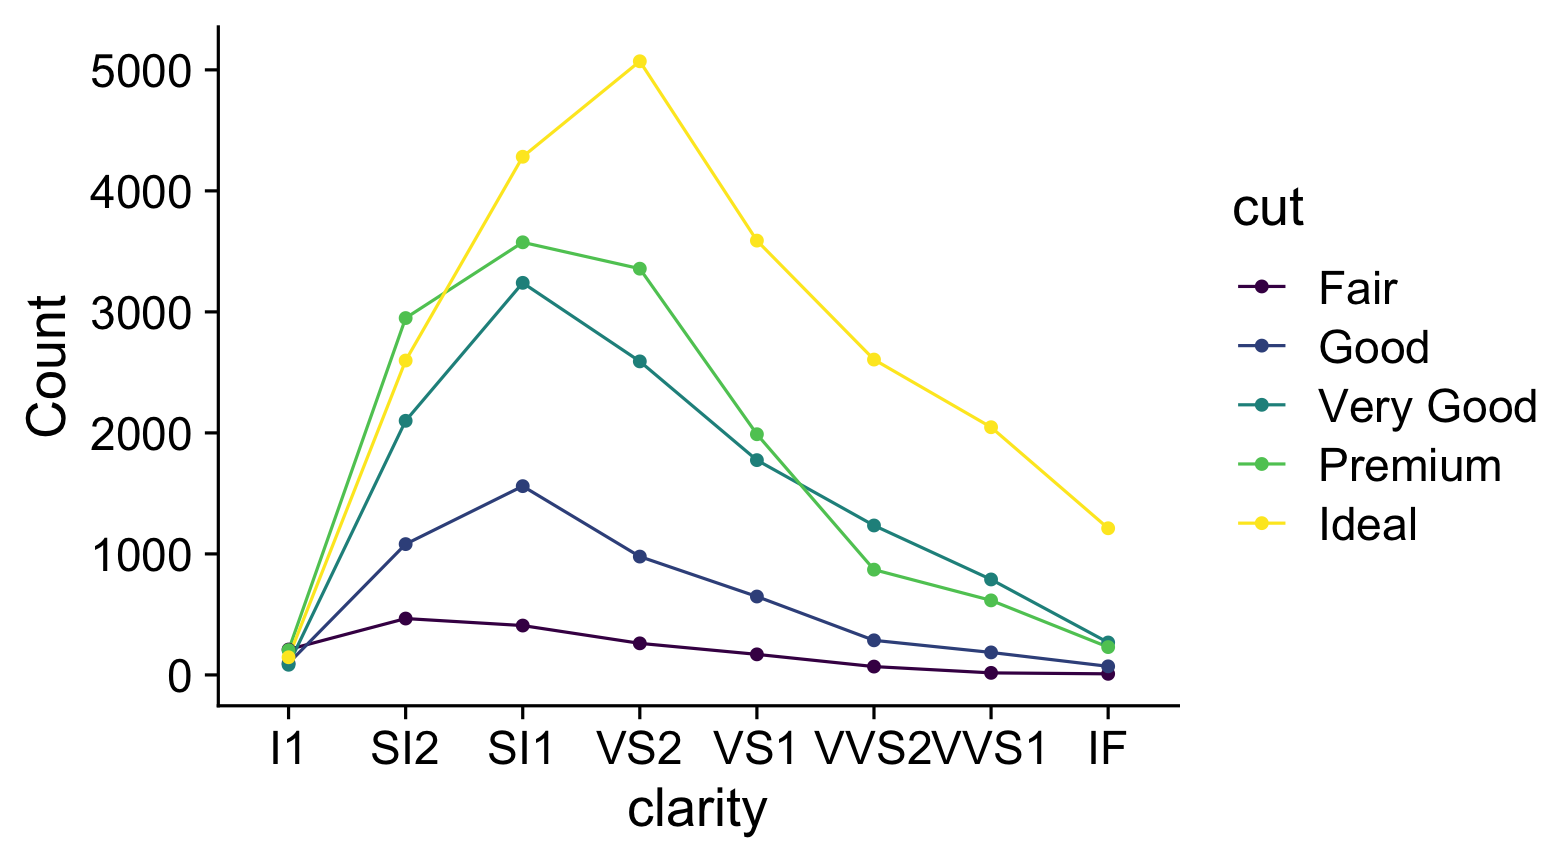 5000
4000
3000
2000
1000
0
Count
I1 SI2 SI1 VS2 VS1 VVS2 VVS1 IF
clarity
cut
Fair
Good
Very Good
Premium
Ideal